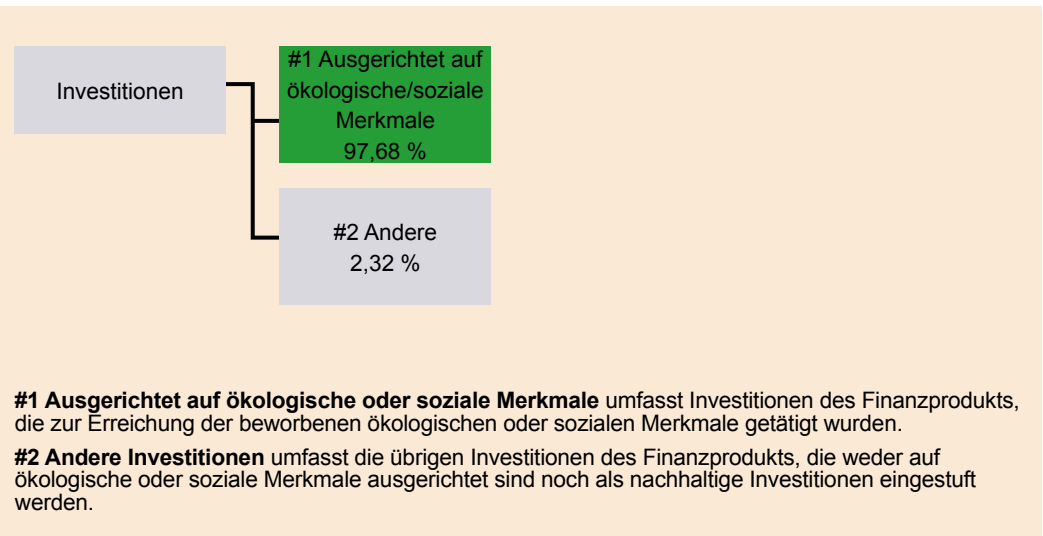 Investitionen
#1 Ausgerichtet auf
ökologische/soziale
Merkmale
97,68 %
#2 Andere
2,32 %
#1 Ausgerichtet auf ökologische oder soziale Merkmale umfasst Investitionen des Finanzprodukts,
die zur Erreichung der beworbenen ökologischen oder sozialen Merkmale getätigt wurden.
#2 Andere Investitionen umfasst die übrigen Investitionen des Finanzprodukts, die weder auf
ökologische oder soziale Merkmale ausgerichtet sind noch als nachhaltige Investitionen eingestuft
werden.